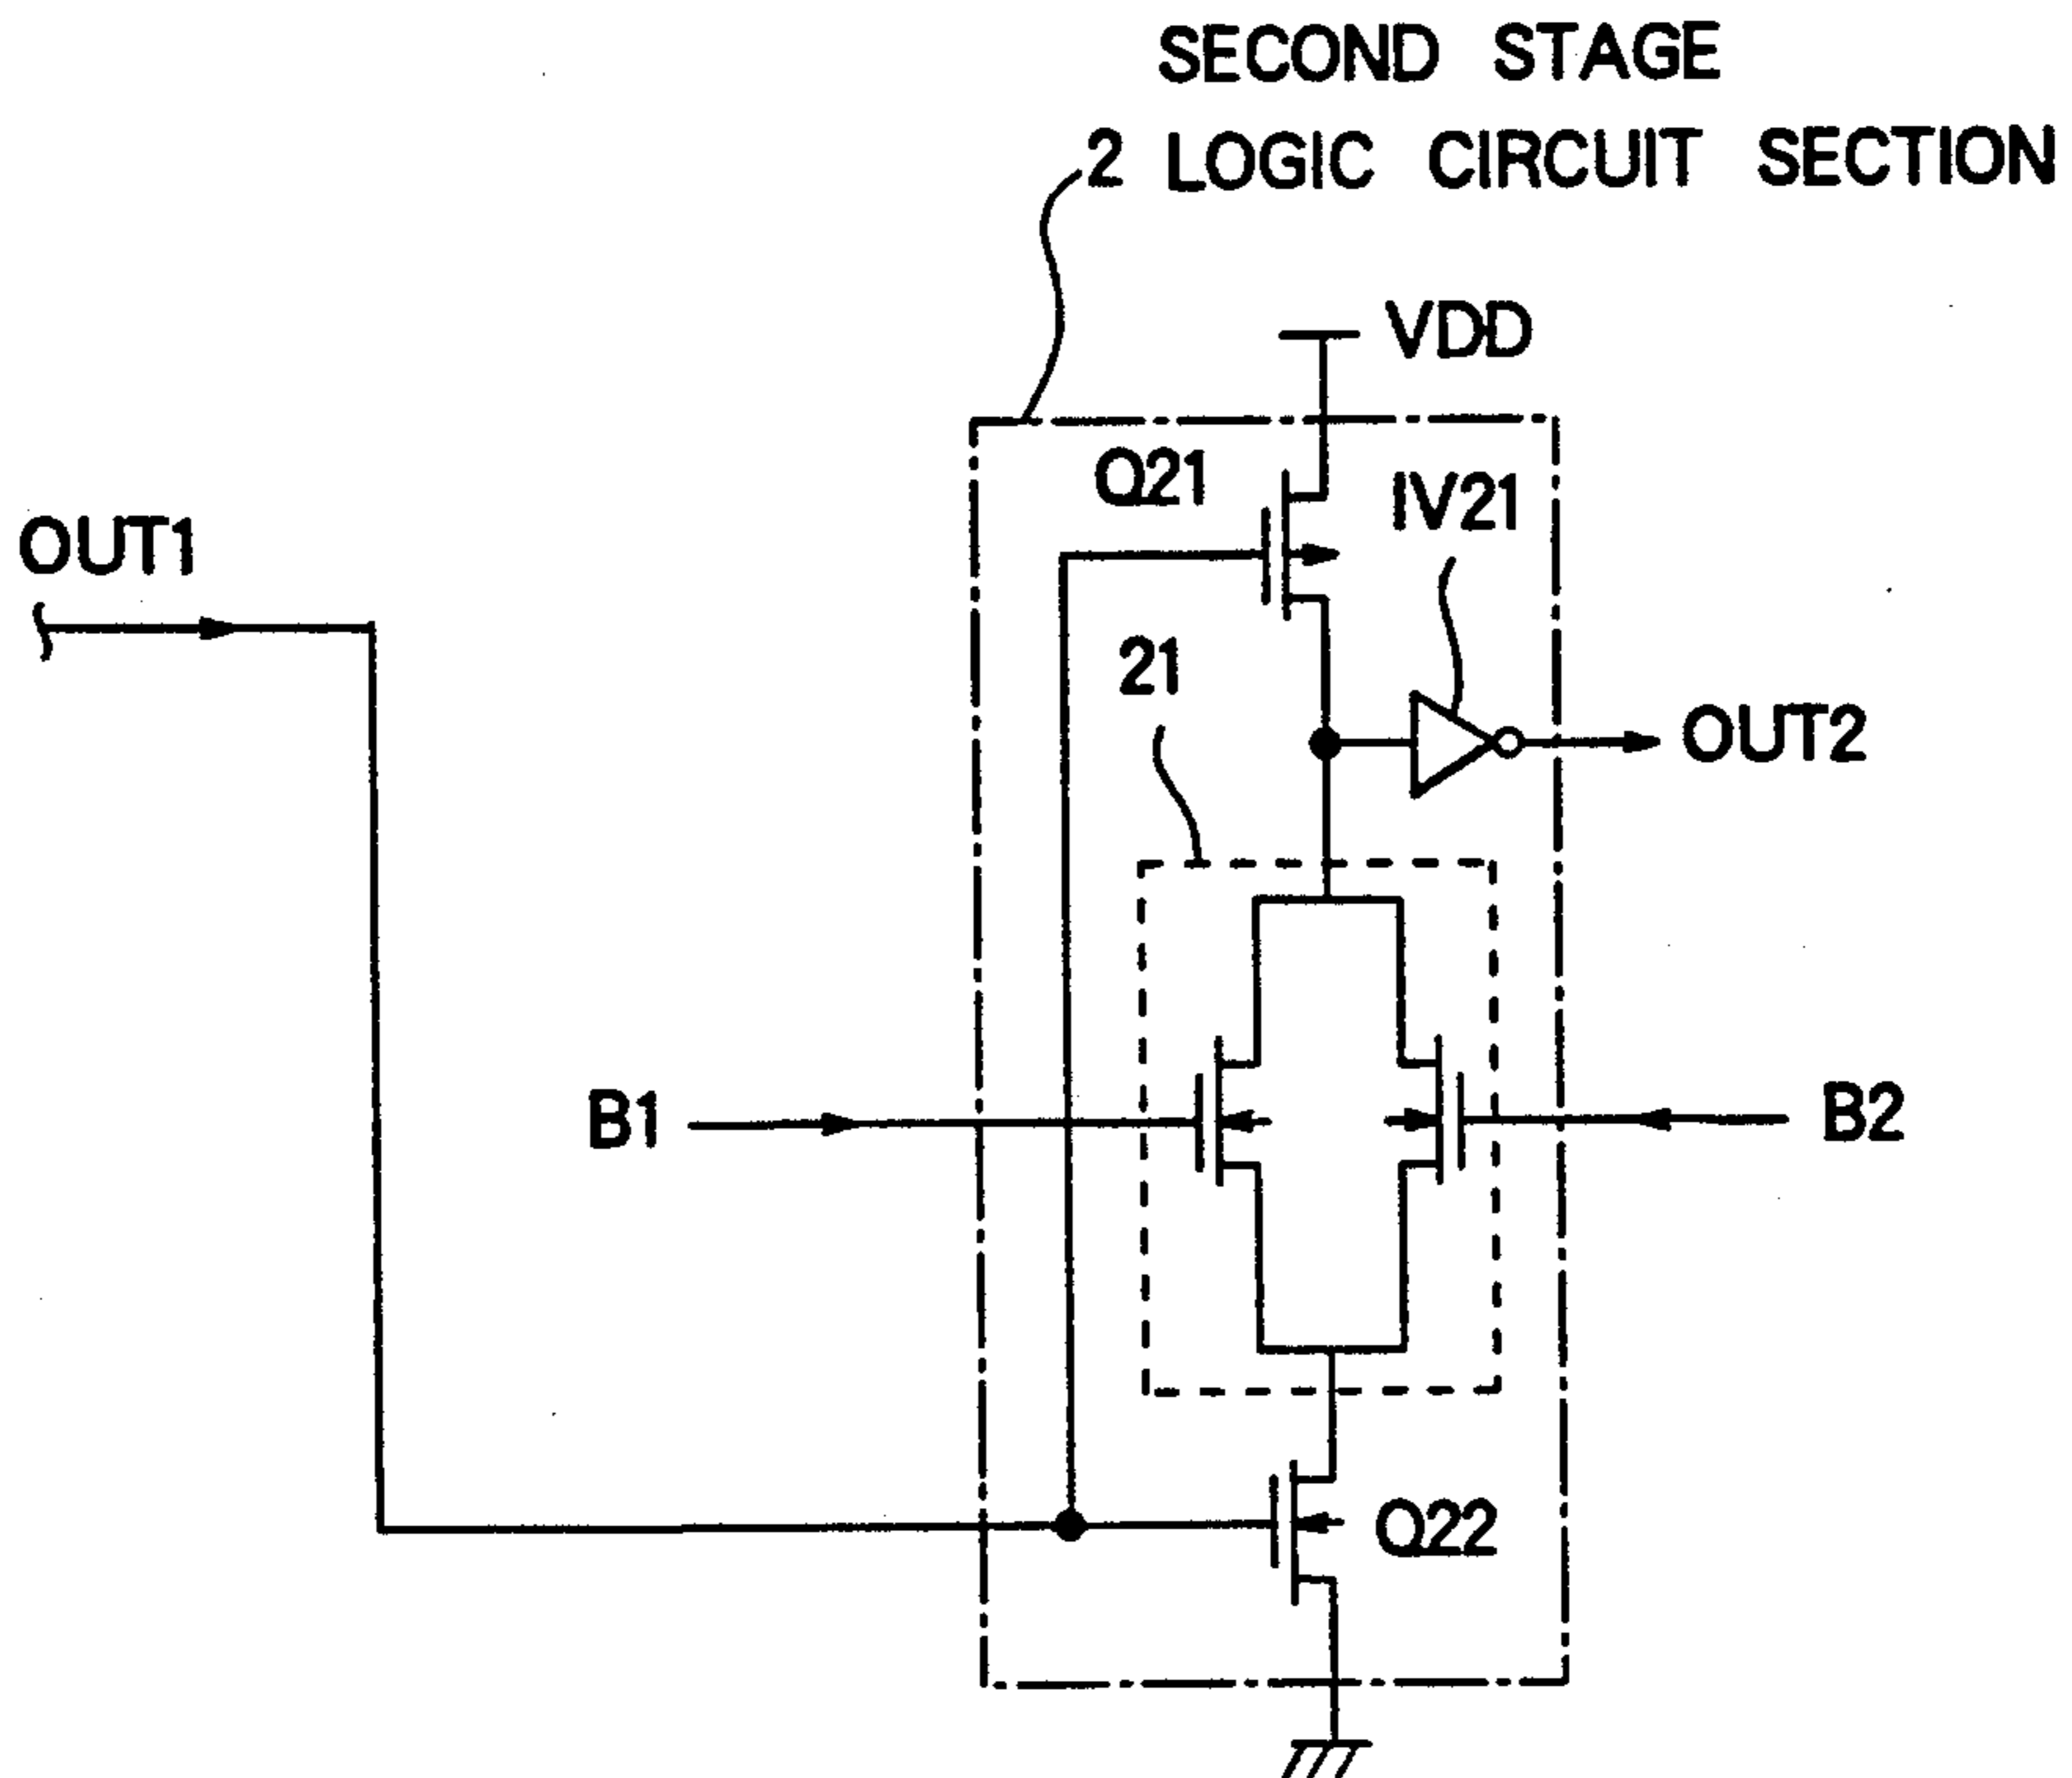 SECOND STAGE
2 LOGIC CIRCUIT SECTION
VDD
Q21
IV21
OUT1
21
OUT2
B1
B2
Q22